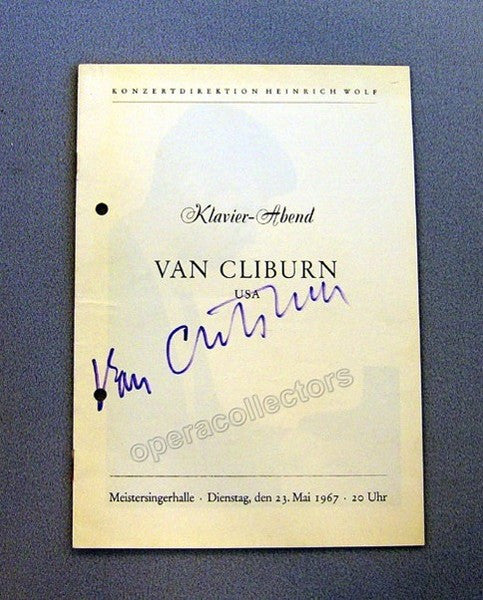 KONZERTDIREKTION HEINRICH WOLF
Klavier-Abend
VAN CLIBURN
USA
Van Cliburn
operacollectors
Meistersingerhalle · Dienstag, den 23. Mai 1967 · 20 Uhr